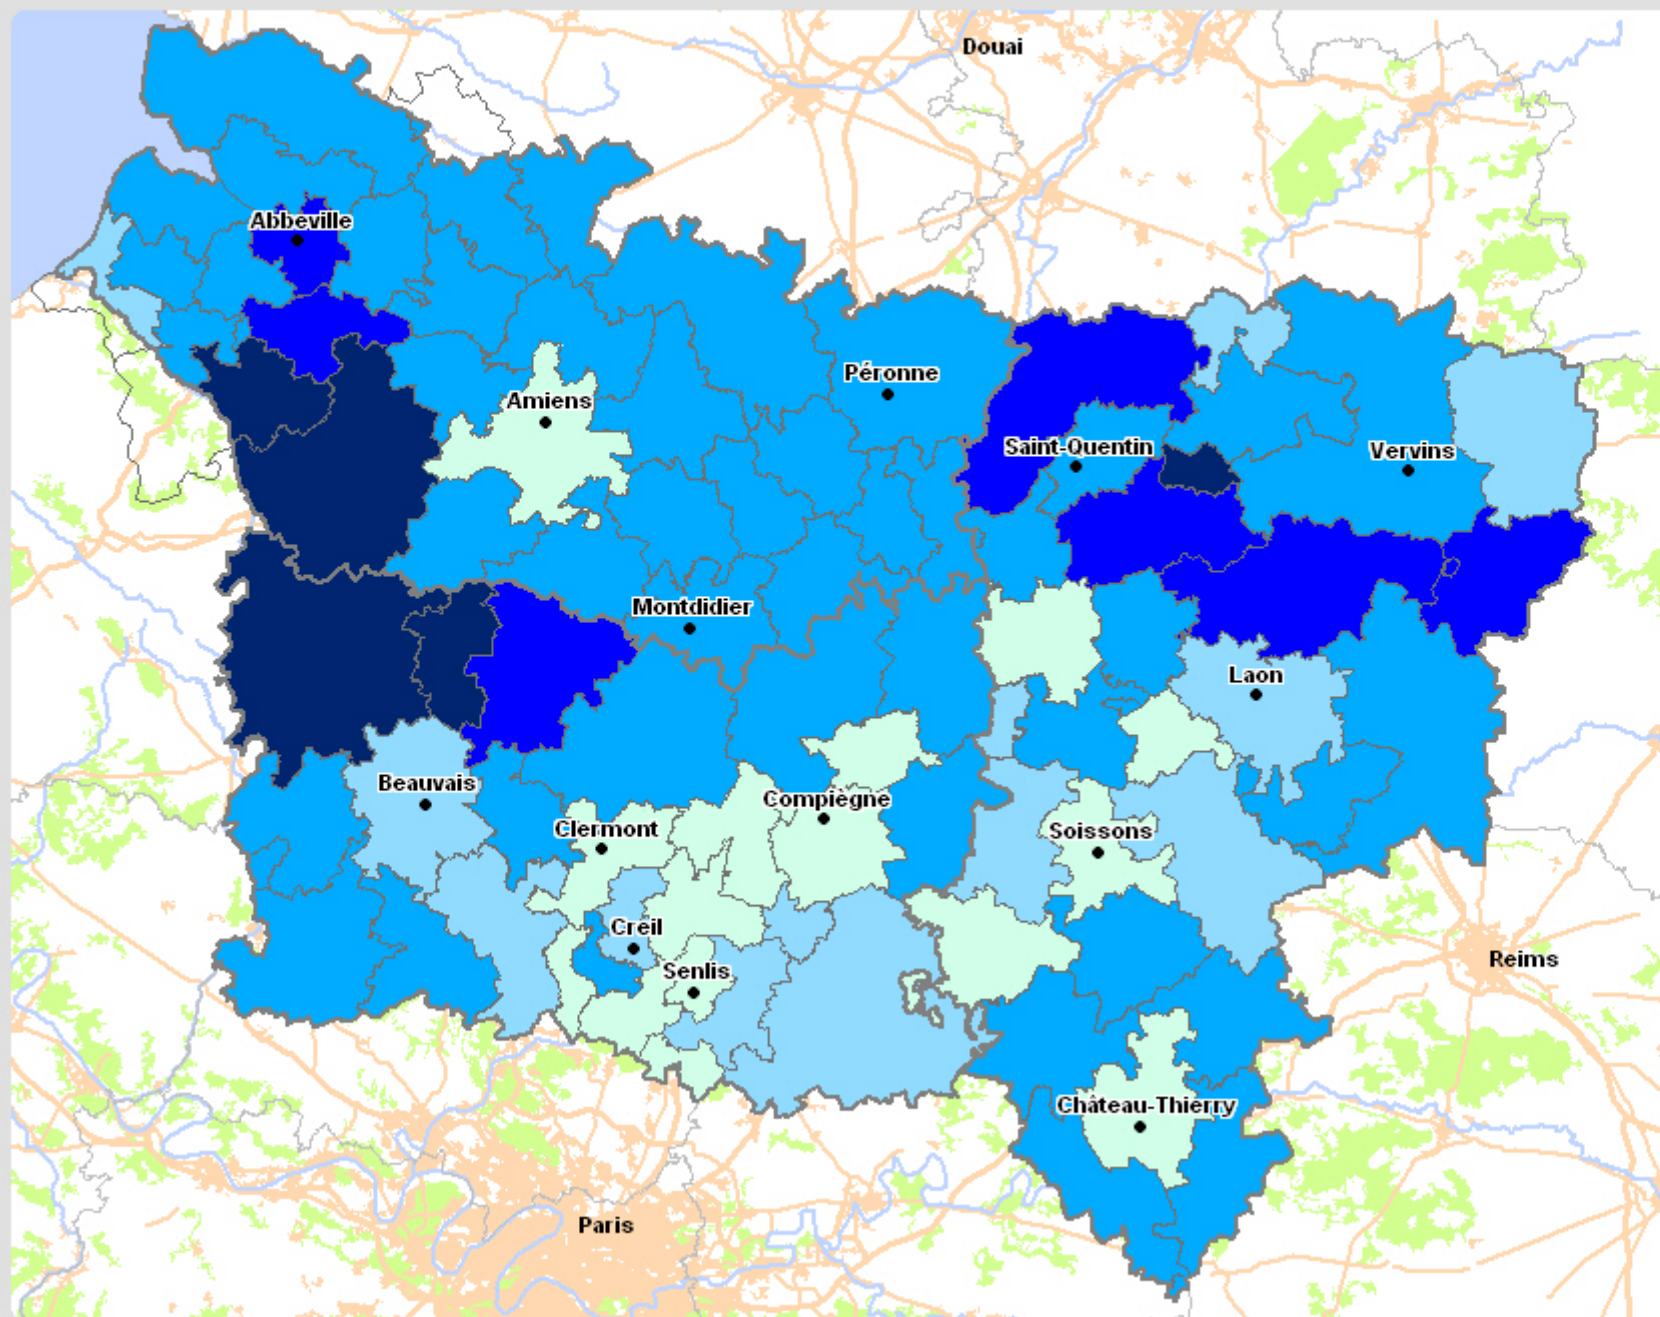 Douai
Abbeville
Péronne
Amiens
Saint-Quentin
Vervins
Montdidier
Laon
Beauvais
Compiègne
Clermont
Soissons
Creil
Senlis
Reims
Château-Thierry
Paris